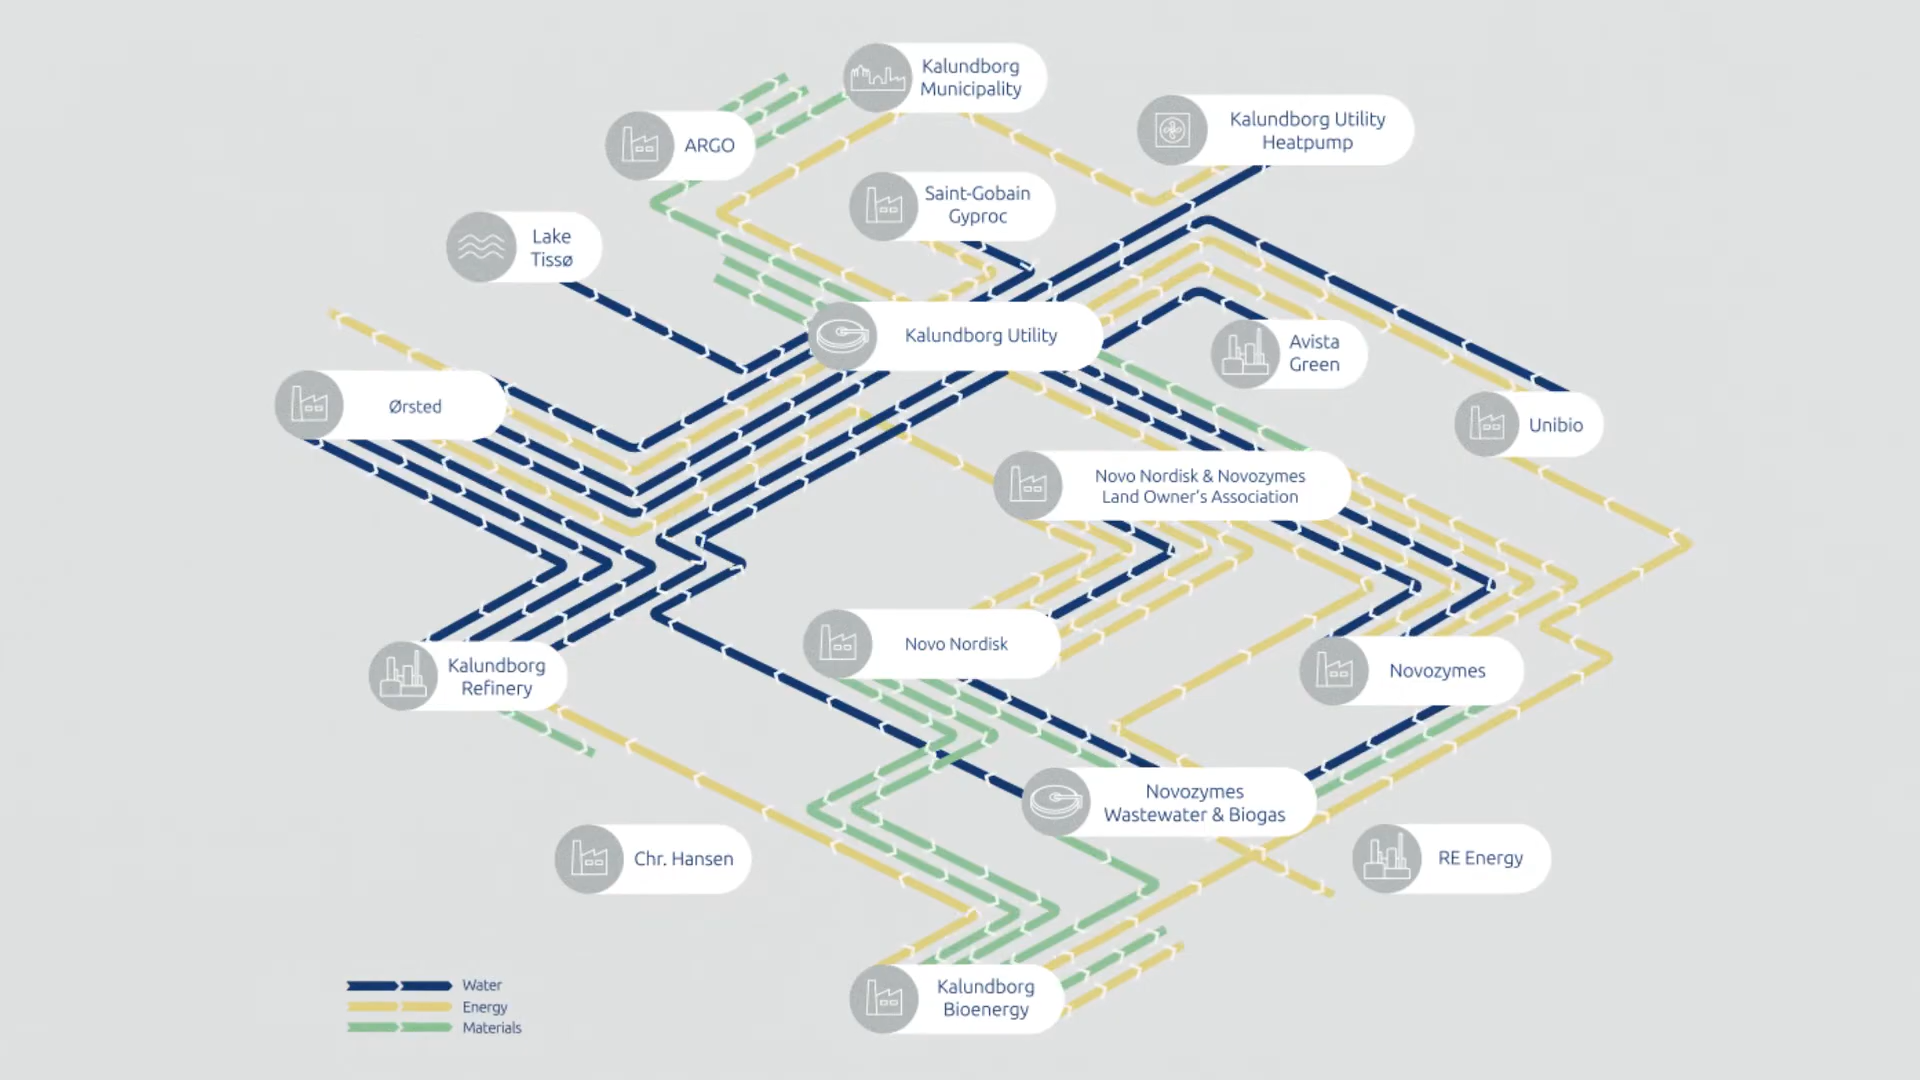 Kalundborg
Municipality
Kalundborg Utility
Heatpump
ARGO
Saint-Gobain
Gyproc
Lake
Tissø
Kalundborg Utility
Avista
Green
Ørsted
Unibio
Novo Nordisk & Novozymes
Land Owner's Association
Novo Nordisk
Kalundborg
Refinery
Novozymes
Novozymes
Wastewater & Biogas
Chr. Hansen
RE Energy
Kalundborg
Bioenergy
Water
Energy
Materials